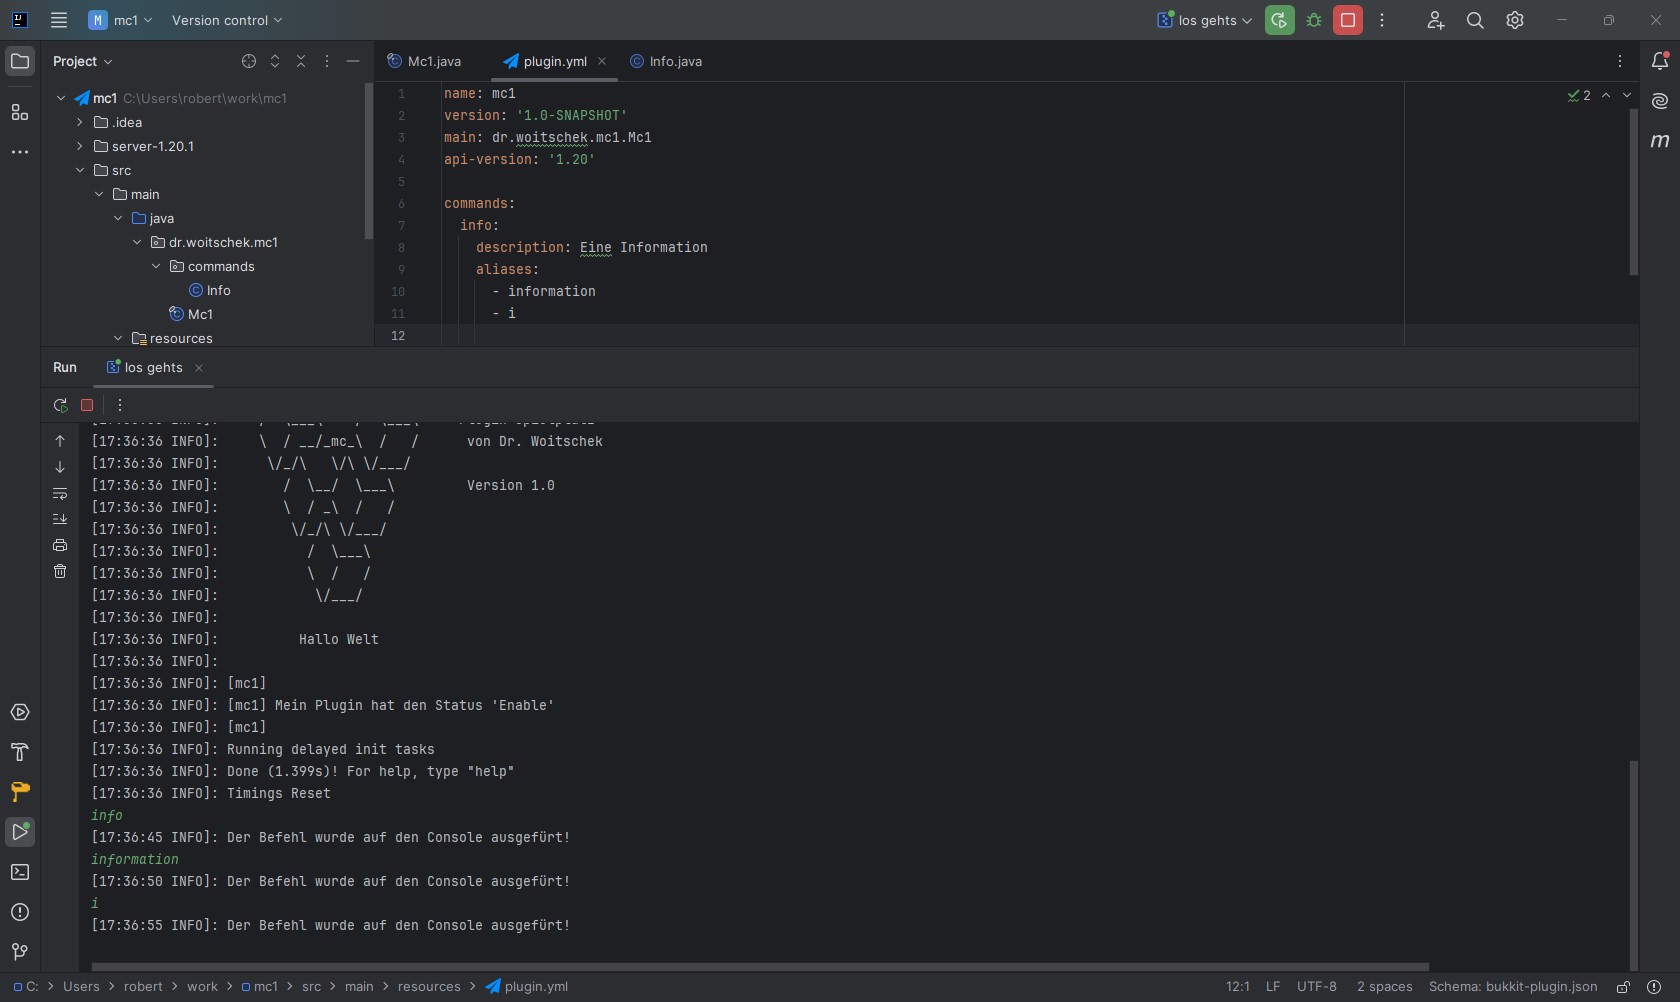 mc1
Version control
los gehts
Project
Mc1.java
plugin.yml
Info.java
mc1 C:\Users\robert\work\mc1
.idea
server-1.20.1
src
main
java
dr.woitschek.mc1
commands
Info
Mc1
resources
1 name: mc1
2 version: '1.0-SNAPSHOT'
3 main: dr.woitschek.mc1.Mc1
4 api-version: '1.20'
5
6 commands:
7 info:
8 description: Eine Information
9 aliases:
10 - information
11 - i
12
2
m
Run
los gehts
[17:36:36 INFO]:     \  / __/_mc_\  /   /      von Dr. Woitschek
[17:36:36 INFO]:      \/_/\   \/\ \/___/
[17:36:36 INFO]:        /  \__/  \___\         Version 1.0
[17:36:36 INFO]:        \  / _\  /   /
[17:36:36 INFO]:         \/_/\ \/___/
[17:36:36 INFO]:           /  \___\
[17:36:36 INFO]:           \  /   /
[17:36:36 INFO]:            \/___/
[17:36:36 INFO]:
[17:36:36 INFO]:          Hallo Welt
[17:36:36 INFO]:
[17:36:36 INFO]: [mc1]
[17:36:36 INFO]: [mc1] Mein Plugin hat den Status 'Enable'
[17:36:36 INFO]: [mc1]
[17:36:36 INFO]: Running delayed init tasks
[17:36:36 INFO]: Done (1.399s)! For help, type "help"
[17:36:36 INFO]: Timings Reset
info
[17:36:45 INFO]: Der Befehl wurde auf den Console ausgefürt!
information
[17:36:50 INFO]: Der Befehl wurde auf den Console ausgefürt!
i
[17:36:55 INFO]: Der Befehl wurde auf den Console ausgefürt!
C: > Users > robert > work > mc1 > src > main > resources > plugin.yml
12:1 LF UTF-8 2 spaces Schema: bukkit-plugin.json